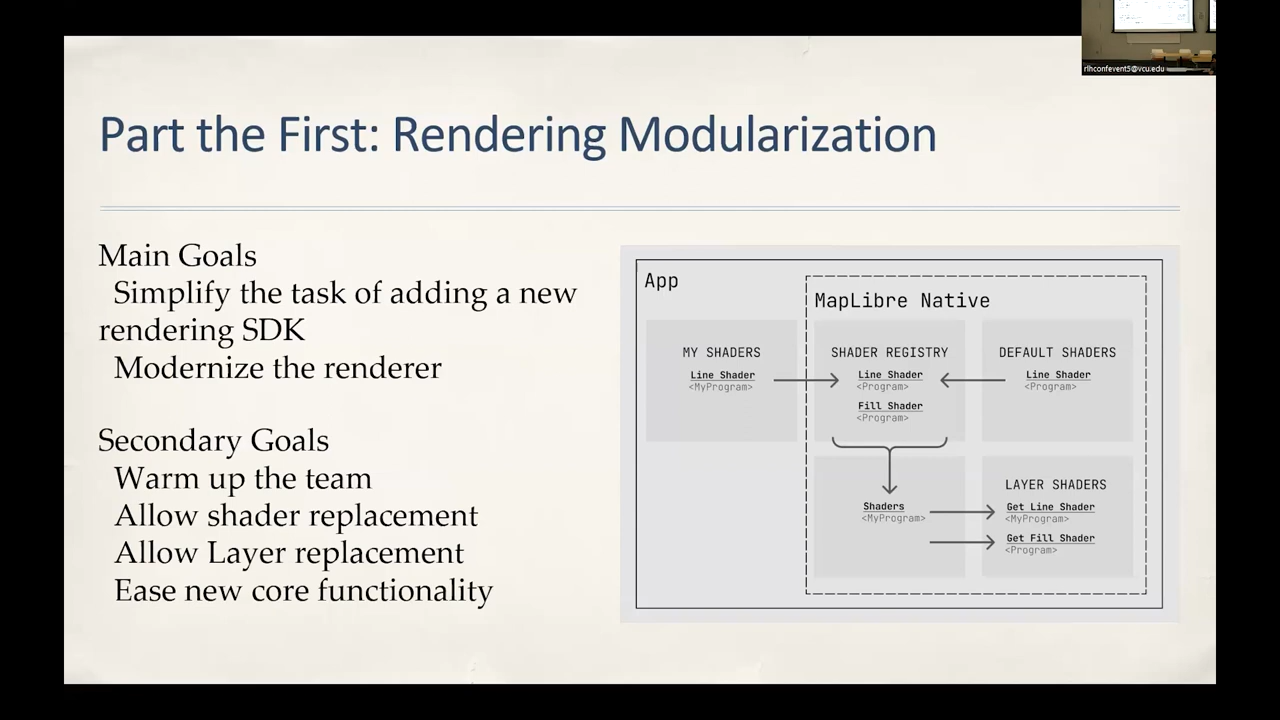 rlhconfevent5@vcu.edu
Part the First: Rendering Modularization
Main Goals
Simplify the task of adding a new
rendering SDK
Modernize the renderer
Secondary Goals
Warm up the team
Allow shader replacement
Allow Layer replacement
Ease new core functionality
App
MapLibre Native
MY SHADERS
Line Shader
<MyProgram>
SHADER REGISTRY
Line Shader
<Program>
Fill Shader
<Program>
DEFAULT SHADERS
Line Shader
<Program>
Shaders
<MyProgram>
LAYER SHADERS
Get Line Shader
<MyProgram>
Get Fill Shader
<Program>